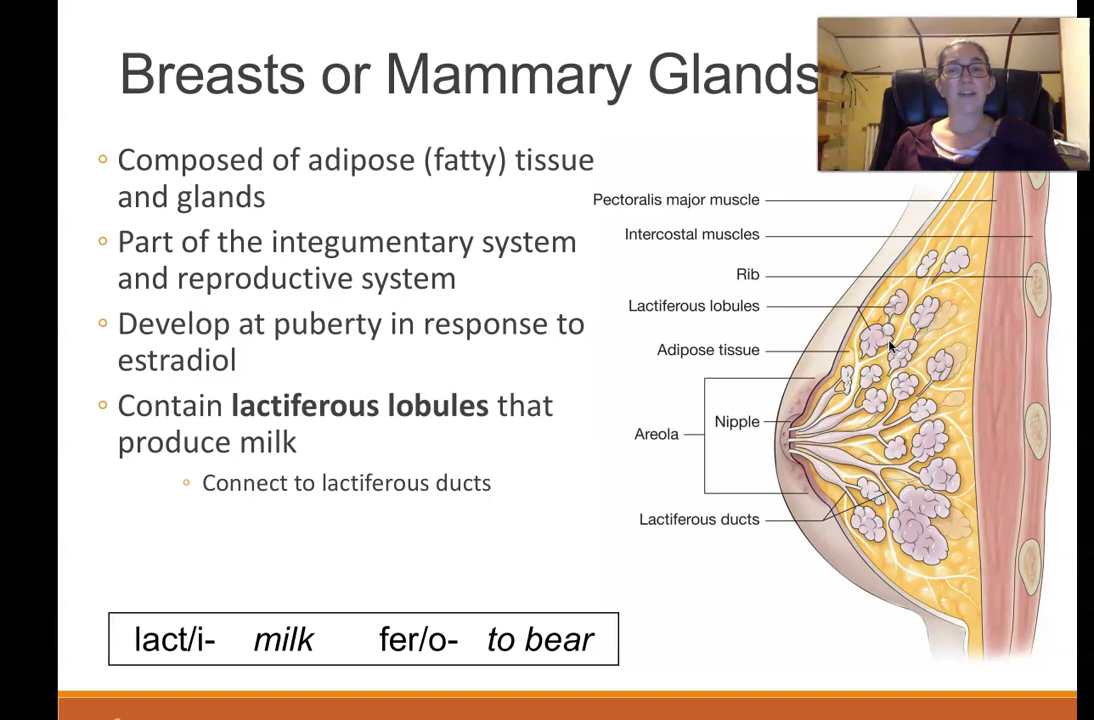 Breasts or Mammary Glands
◦ Composed of adipose (fatty) tissue
and glands
◦ Part of the integumentary system
and reproductive system
◦ Develop at puberty in response to
estradiol
◦ Contain lactiferous lobules that
produce milk
◦ Connect to lactiferous ducts
Pectoralis major muscle
Intercostal muscles
Rib
Lactiferous lobules
Adipose tissue
Nipple
Areola
Lactiferous ducts
lact/i- milk fer/o- to bear